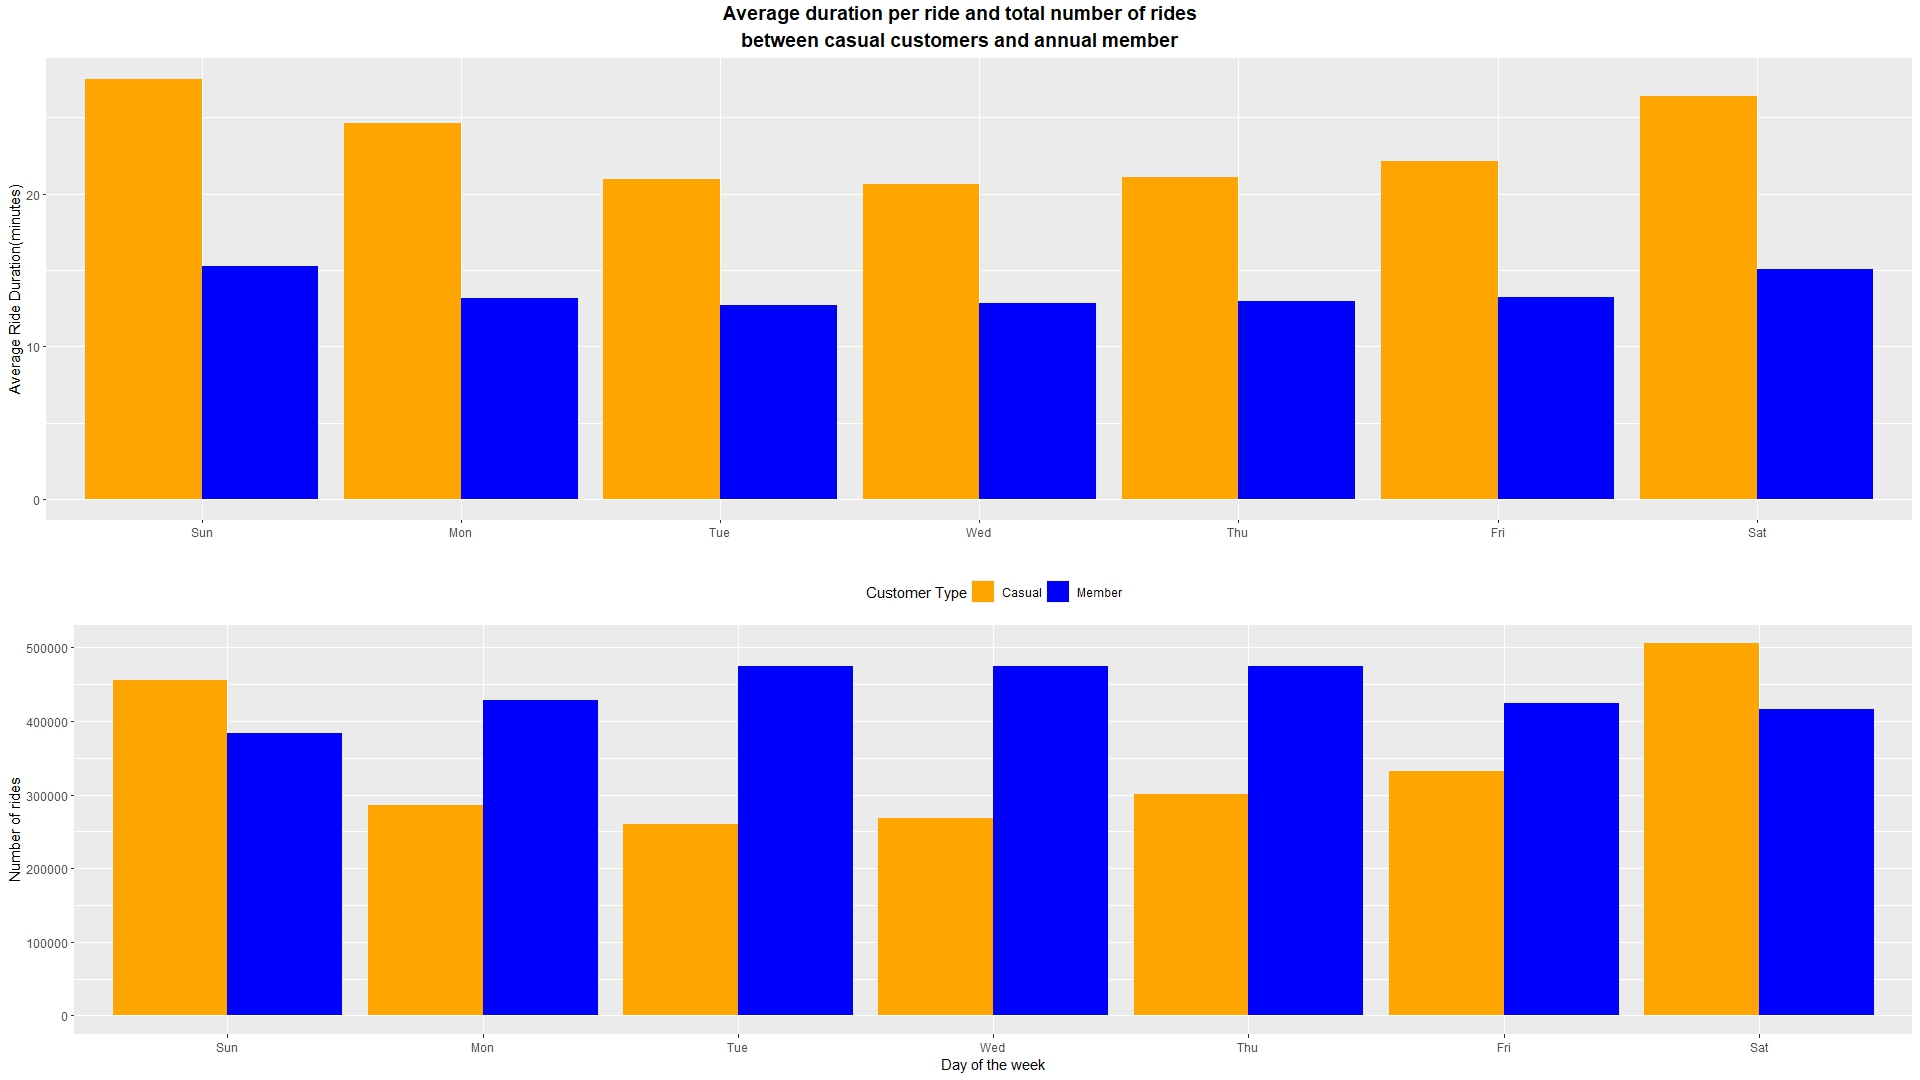 Average duration per ride and total number of rides
between casual customers and annual member
Average Ride Duration(minutes)
20
10
0
Sun Mon Tue Wed Thu Fri Sat
Customer Type Casual Member
Number of rides
500000
400000
300000
200000
100000
0
Sun Mon Tue Wed Thu Fri Sat
Day of the week